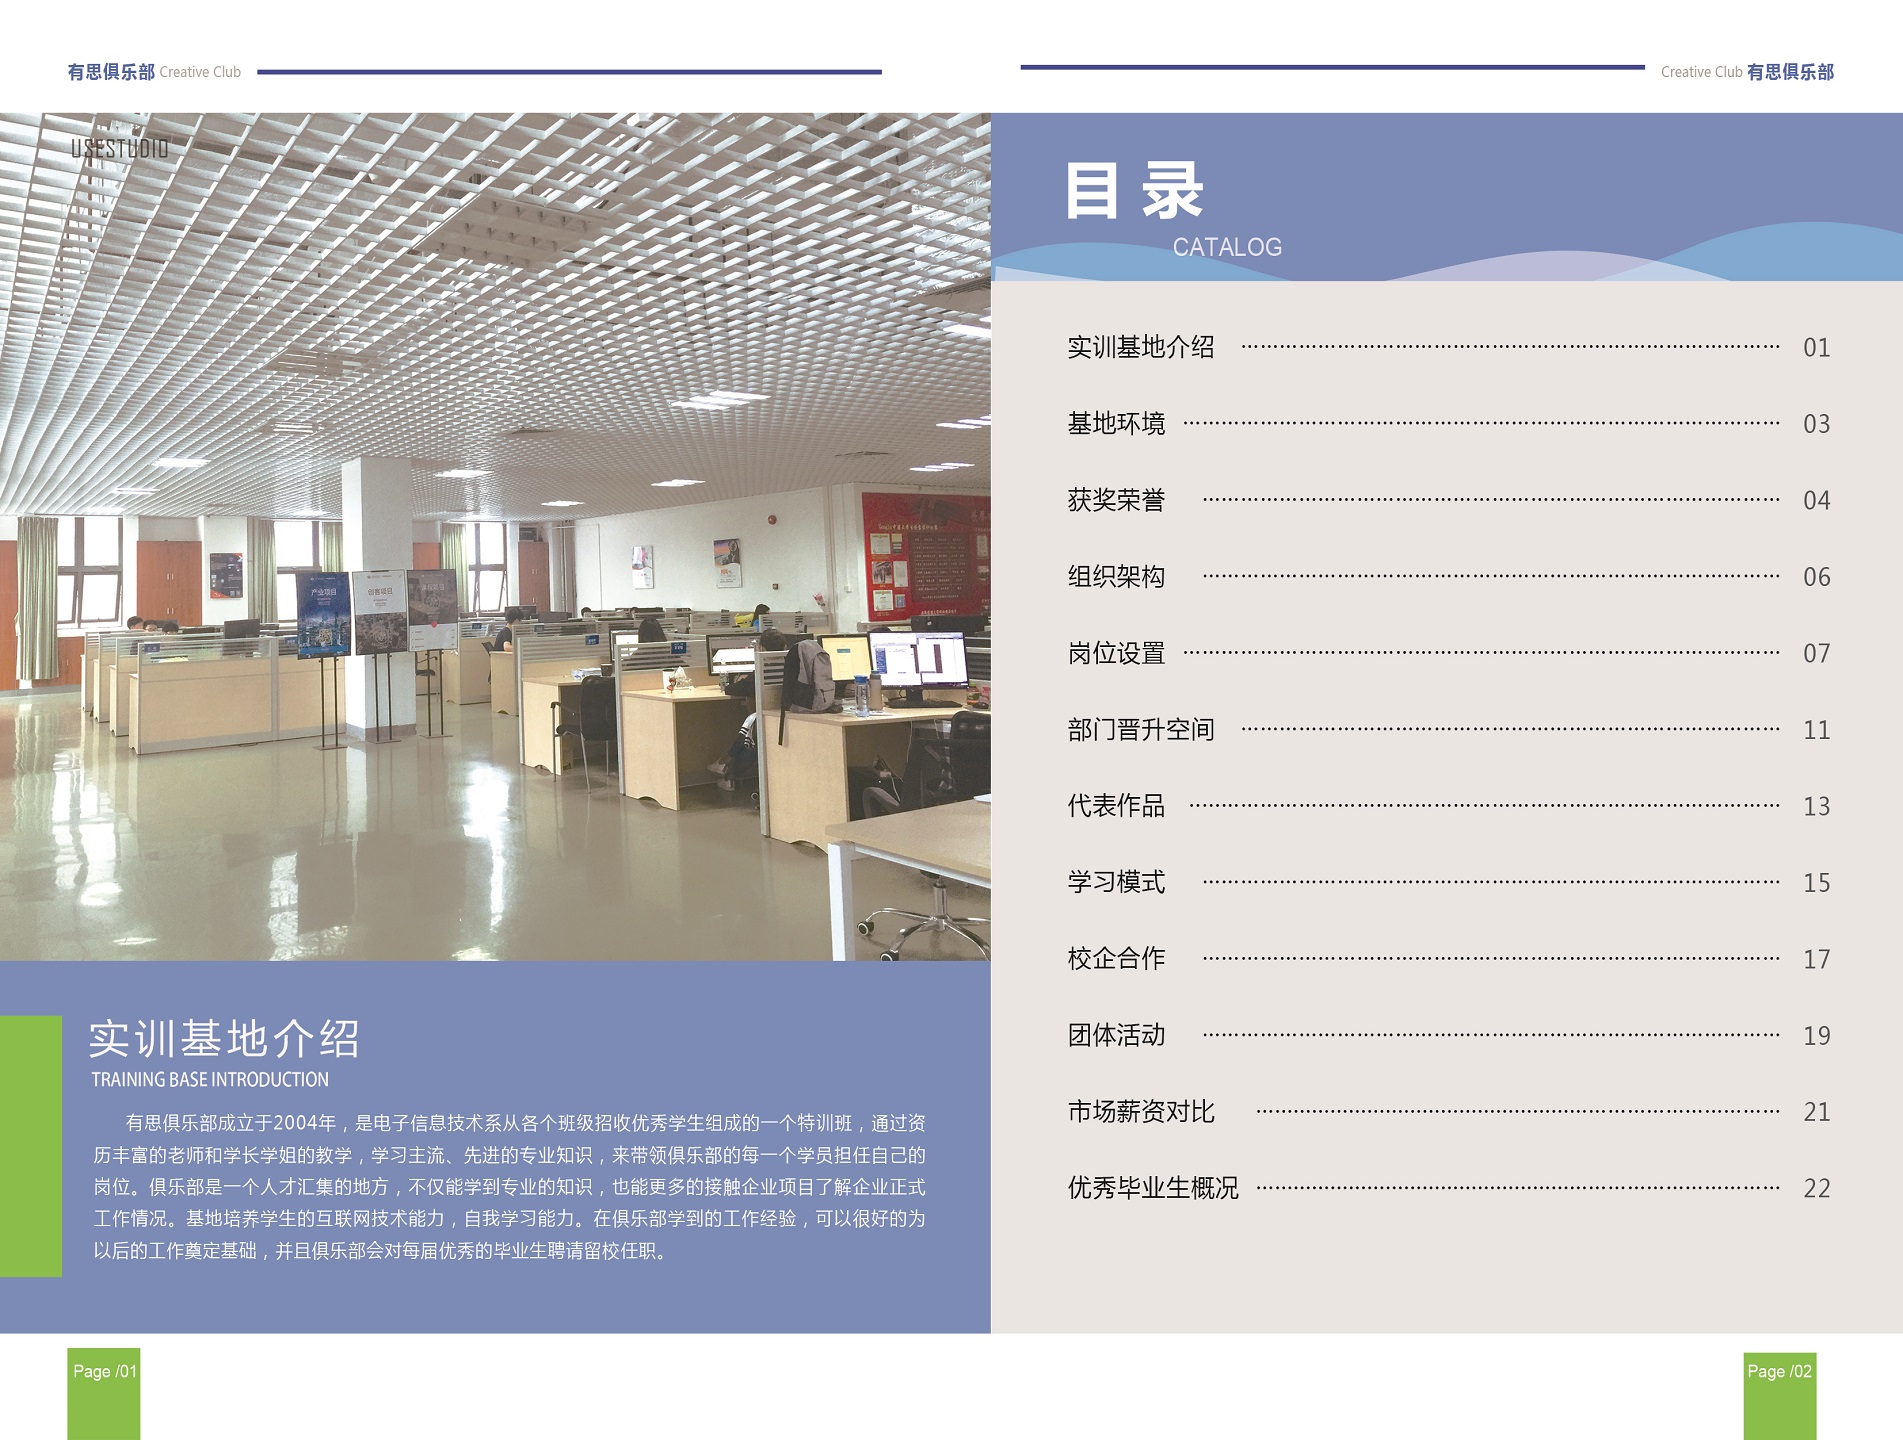 有思俱乐部 Creative Club
USESTUDIO
产业项目
创客项目
实训基地介绍
TRAINING BASE INTRODUCTION
有思俱乐部成立于2004年，是电子信息技术系从各个班级招收优秀学生组成的一个特训班，通过资
历丰富的老师和学长学姐的教学，学习主流、先进的专业知识，来带领俱乐部的每一个学员担任自己的
岗位。俱乐部是一个人才汇集的地方，不仅能学到专业的知识，也能更多的接触企业项目了解企业正式
工作情况。基地培养学生的互联网技术能力，自我学习能力。在俱乐部学到的工作经验，可以很好的为
以后的工作奠定基础，并且俱乐部会对每届优秀的毕业生聘请留校任职。
Page /01
Creative Club 有思俱乐部
目录
CATALOG
实训基地介绍 01
基地环境 03
获奖荣誉 04
组织架构 06
岗位设置 07
部门晋升空间 11
代表作品 13
学习模式 15
校企合作 17
团体活动 19
市场薪资对比 21
优秀毕业生概况 22
Page /02